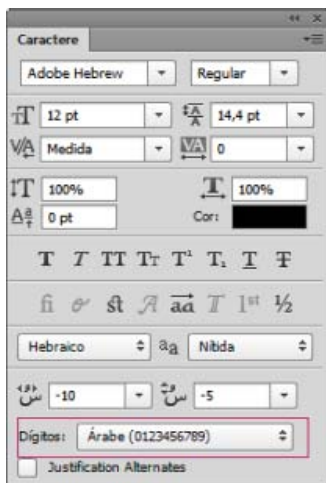 Caractere
Adobe Hebrew Regular
12 pt 14,4 pt
Medida 0
100% 100%
0 pt Cor:
T T TT Tт T¹ T₁ T T
fi st A aa T 1st ½
Hebraico aa Nítida
-10 -5
Dígitos: Árabe (0123456789)
Justification Alternates